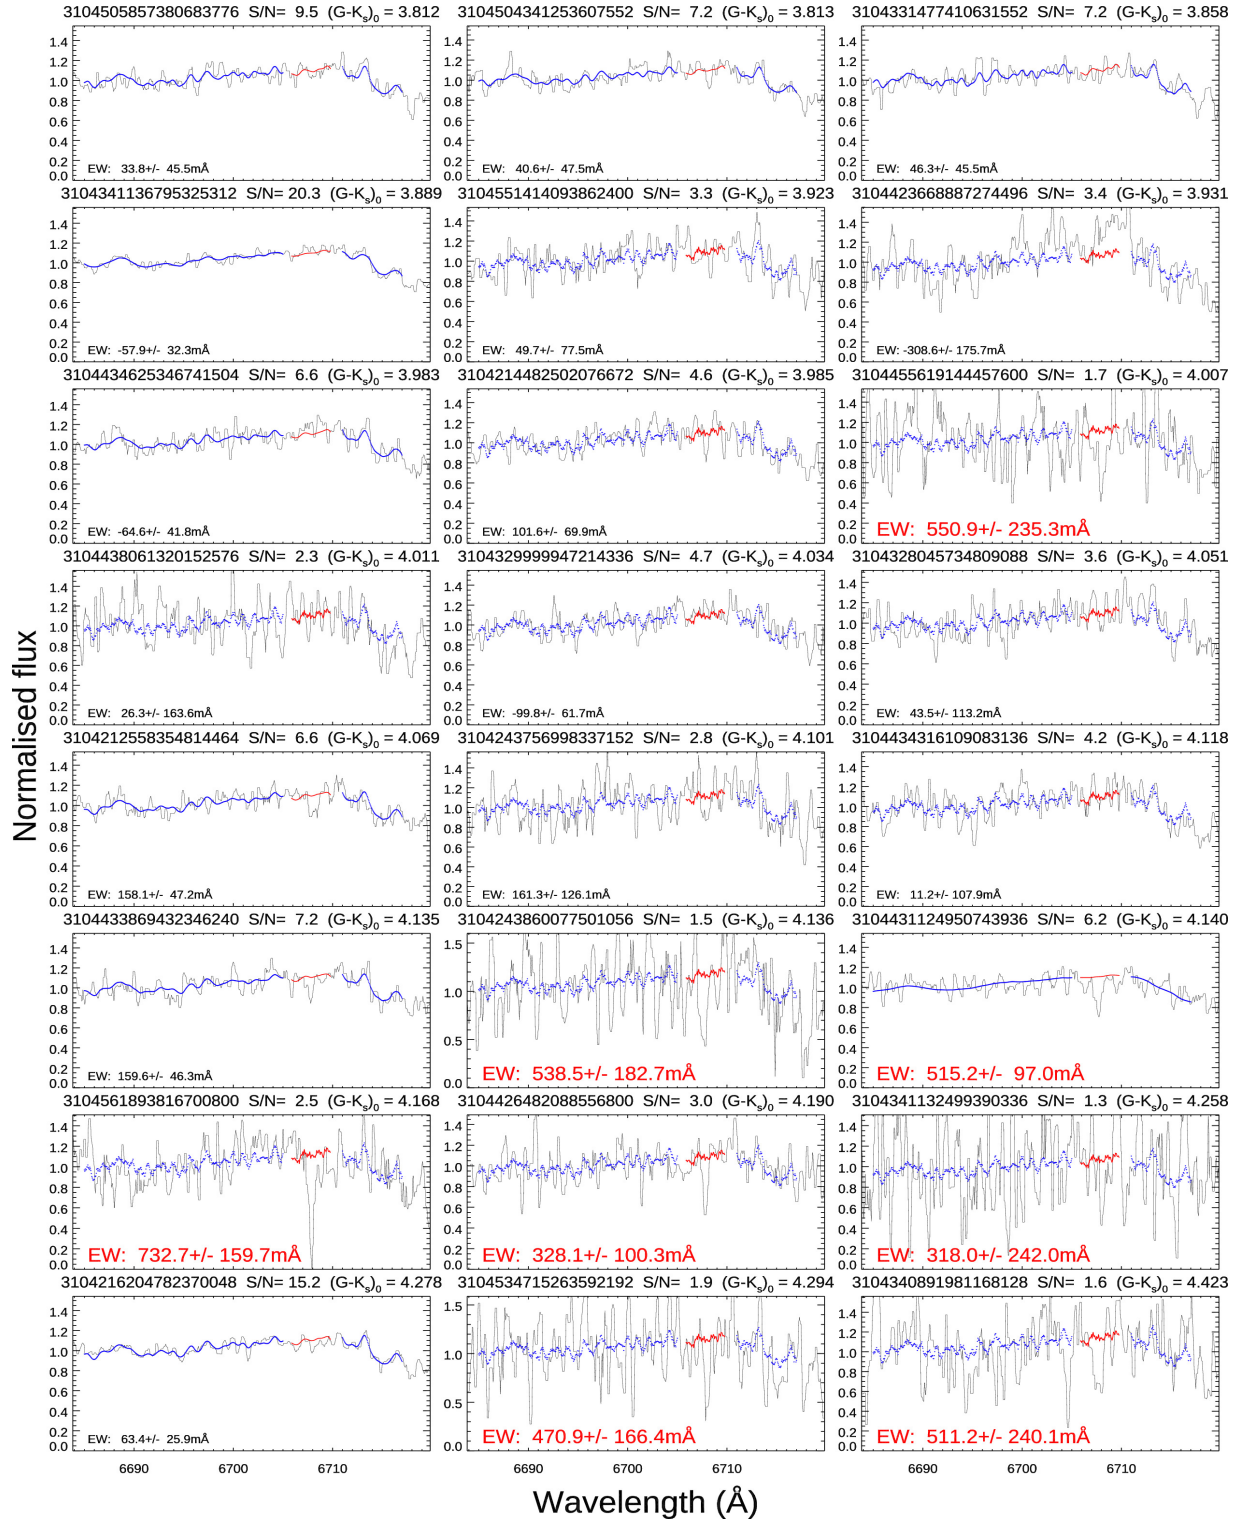 3104505857380683776 S/N= 9.5 (G-Ks)0 = 3.812
EW: 33.8+/- 45.5mÅ
3104504341253607552 S/N= 7.2 (G-Ks)0 = 3.813
EW: 40.6+/- 47.5mÅ
3104331477410631552 S/N= 7.2 (G-Ks)0 = 3.858
EW: 46.3+/- 45.5mÅ
3104341136795325312 S/N= 20.3 (G-Ks)0 = 3.889
EW: -57.9+/- 32.3mÅ
3104551414093862400 S/N= 3.3 (G-Ks)0 = 3.923
EW: 49.7+/- 77.5mÅ
3104423668887274496 S/N= 3.4 (G-Ks)0 = 3.931
EW: -308.6+/- 175.7mÅ
3104434625346741504 S/N= 6.6 (G-Ks)0 = 3.983
EW: -64.6+/- 41.8mÅ
3104214482502076672 S/N= 4.6 (G-Ks)0 = 3.985
EW: 101.6+/- 69.9mÅ
3104455619144457600 S/N= 1.7 (G-Ks)0 = 4.007
EW: 550.9+/- 235.3mÅ
3104438061320152576 S/N= 2.3 (G-Ks)0 = 4.011
EW: 26.3+/- 163.6mÅ
3104329999947214336 S/N= 4.7 (G-Ks)0 = 4.034
EW: -99.8+/- 61.7mÅ
3104328045734809088 S/N= 3.6 (G-Ks)0 = 4.051
EW: 43.5+/- 113.2mÅ
3104212558354814464 S/N= 6.6 (G-Ks)0 = 4.069
EW: 158.1+/- 47.2mÅ
3104243756998337152 S/N= 2.8 (G-Ks)0 = 4.101
EW: 161.3+/- 126.1mÅ
3104434316109083136 S/N= 4.2 (G-Ks)0 = 4.118
EW: 11.2+/- 107.9mÅ
3104433869432346240 S/N= 7.2 (G-Ks)0 = 4.135
EW: 159.6+/- 46.3mÅ
3104243860077501056 S/N= 1.5 (G-Ks)0 = 4.136
EW: 538.5+/- 182.7mÅ
3104431124950743936 S/N= 6.2 (G-Ks)0 = 4.140
EW: 515.2+/- 97.0mÅ
3104561893816700800 S/N= 2.5 (G-Ks)0 = 4.168
EW: 732.7+/- 159.7mÅ
3104426482088556800 S/N= 3.0 (G-Ks)0 = 4.190
EW: 328.1+/- 100.3mÅ
3104341132499390336 S/N= 1.3 (G-Ks)0 = 4.258
EW: 318.0+/- 242.0mÅ
3104216204782370048 S/N= 15.2 (G-Ks)0 = 4.278
EW: 63.4+/- 25.9mÅ
3104534715263592192 S/N= 1.9 (G-Ks)0 = 4.294
EW: 470.9+/- 166.4mÅ
3104340891981168128 S/N= 1.6 (G-Ks)0 = 4.423
EW: 511.2+/- 240.1mÅ
Normalised flux
6690 6700 6710 6690 6700 6710 6690 6700 6710
Wavelength (Å)